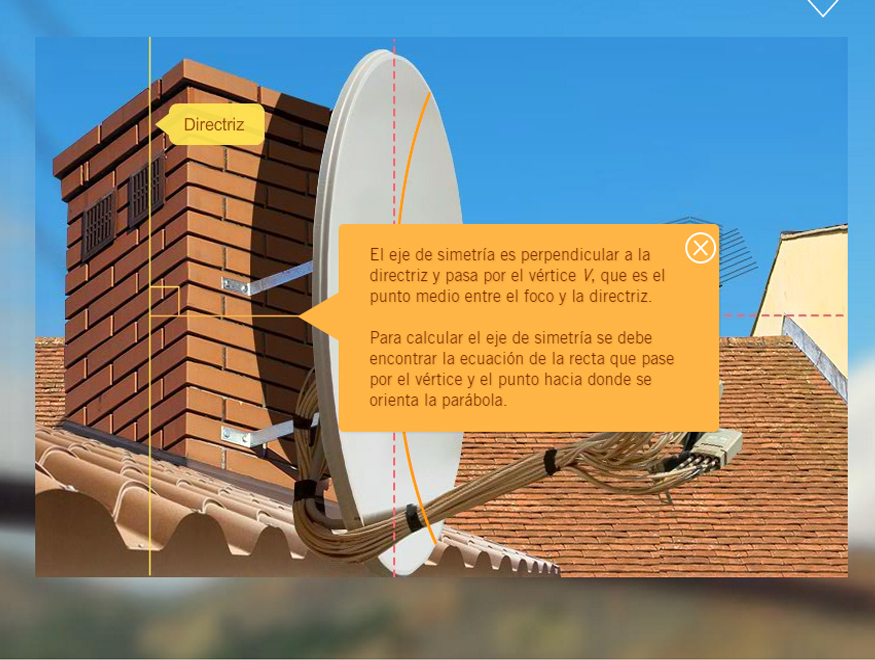 Directriz
El eje de simetría es perpendicular a la
directriz y pasa por el vértice V, que es el
punto medio entre el foco y la directriz.
Para calcular el eje de simetría se debe
encontrar la ecuación de la recta que pase
por el vértice y el punto hacia donde se
orienta la parábola.